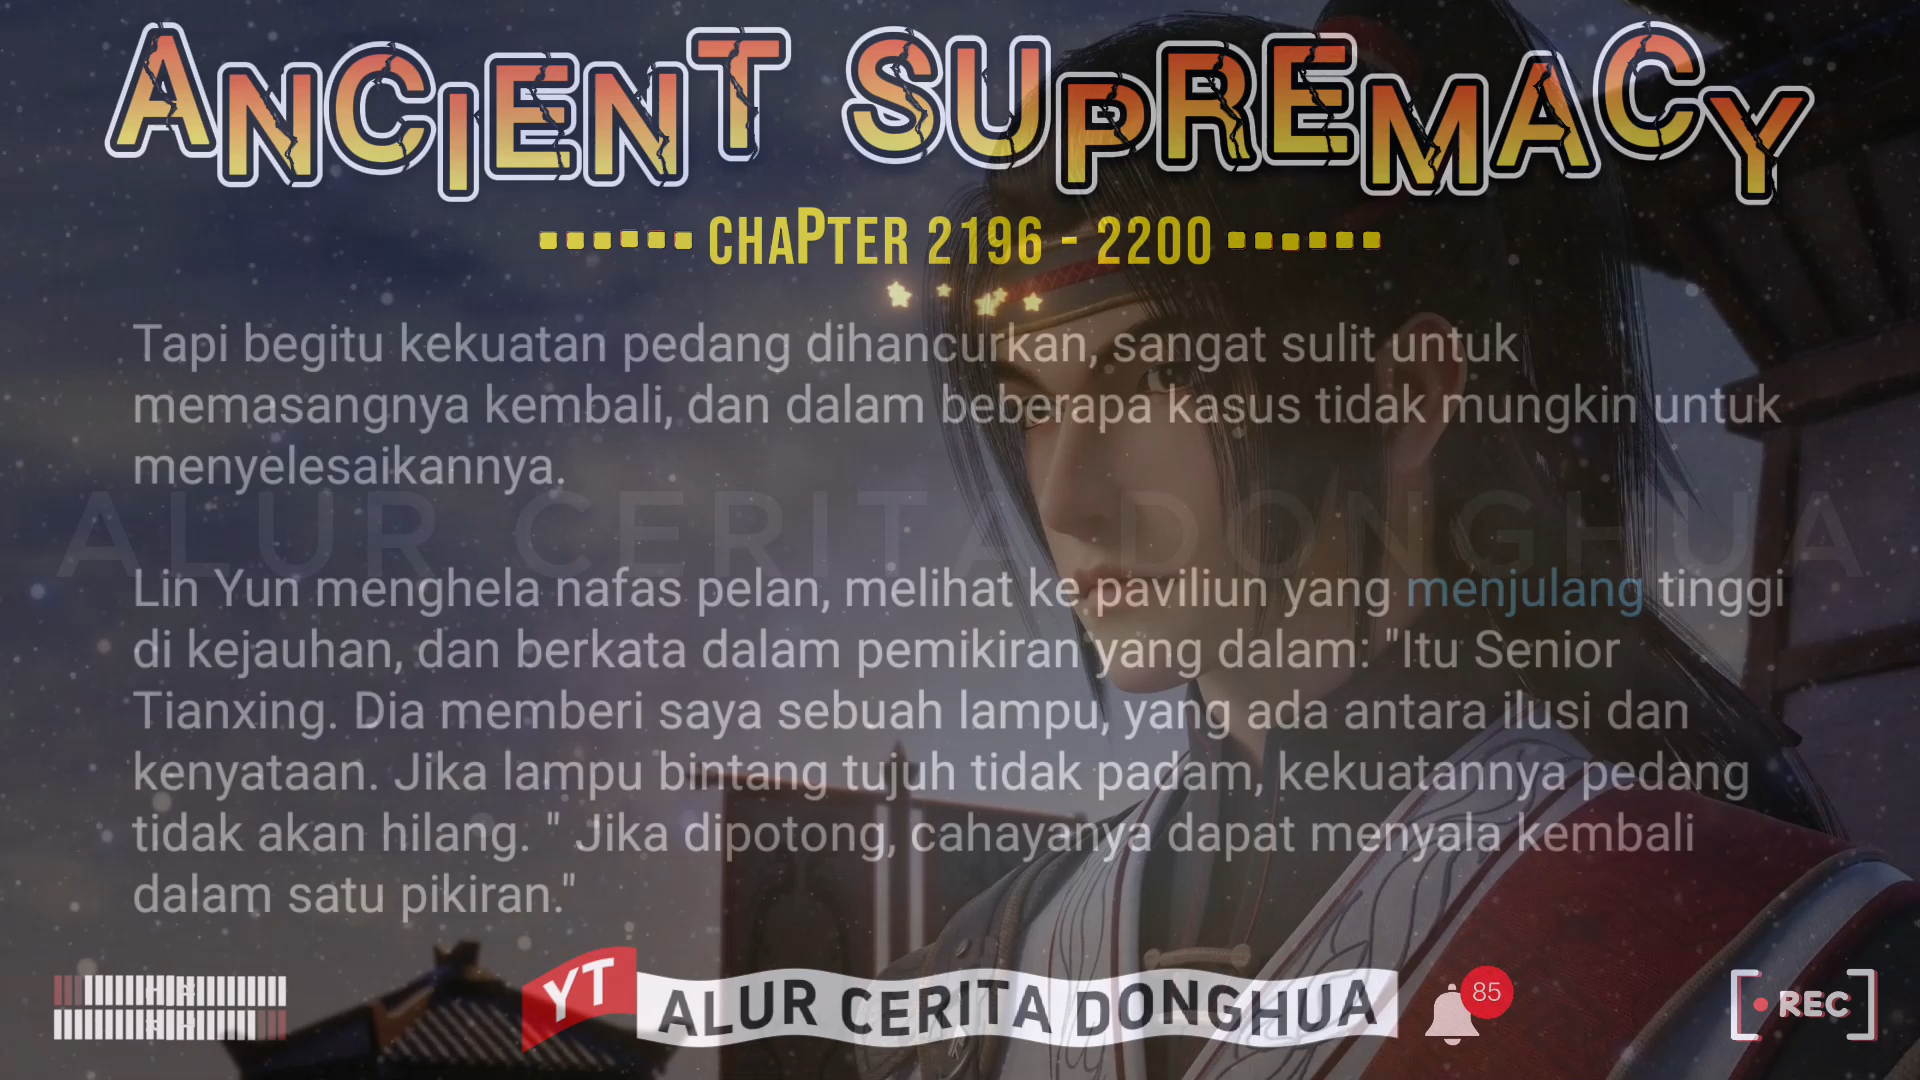 ANCIENT SUPREMACY
CHAPTER 2196 - 2200
Tapi begitu kekuatan pedang dihancurkan, sangat sulit untuk
memasangnya kembali, dan dalam beberapa kasus tidak mungkin untuk
menyelesaikannya.
ALUR CERITA DONGHUA
Lin Yun menghela nafas pelan, melihat ke paviliun yang menjulang tinggi
di kejauhan, dan berkata dalam pemikiran yang dalam: "Itu Senior
Tianxing. Dia memberi saya sebuah lampu, yang ada antara ilusi dan
kenyataan. Jika lampu bintang tujuh tidak padam, kekuatannya pedang
tidak akan hilang. " Jika dipotong, cahayanya dapat menyala kembali
dalam satu pikiran."
YT ALUR CERITA DONGHUA
85
REC